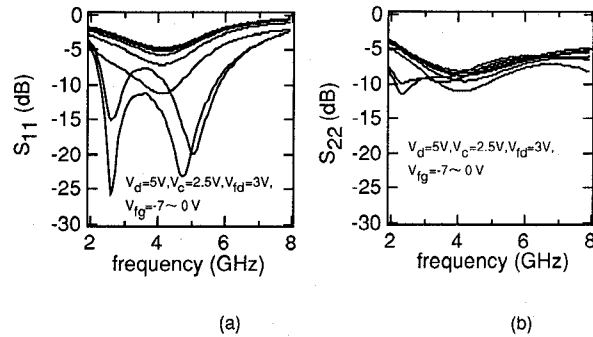 0
-5
-10
-15
-20
-25
-30
S11 (dB)
Vd=5V,Vc=2.5V,Vfd=3V,
Vfg=-7~ 0 V
2 4 6 8
frequency (GHz)
(a)
0
-5
-10
-15
-20
-25
-30
S22 (dB)
Vd=5V,Vc=2.5V,Vfd=3V,
Vfg=-7~ 0 V
2 4 6 8
frequency (GHz)
(b)